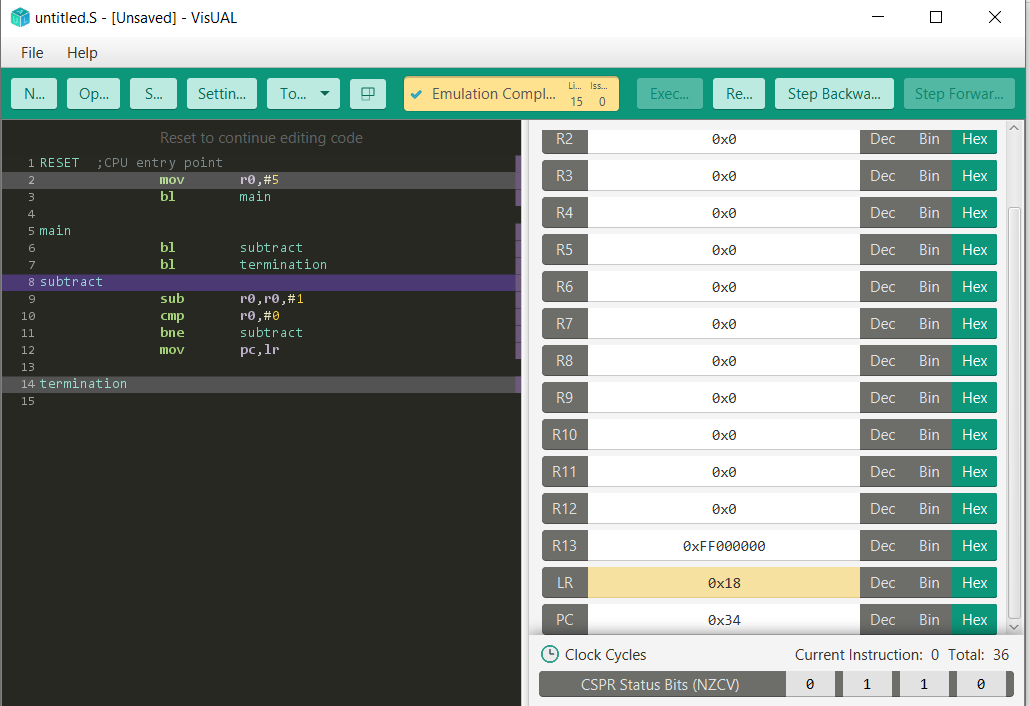 untitled.S - [Unsaved] - VisUAL
File Help
N... Op... S... Settin... To... Emulation Compl... Li... Iss... 15 0 Exec... Re... Step Backwa... Step Forwar...
Reset to continue editing code
1 RESET ;CPU entry point
2 mov r0,#5
3 bl main
4
5 main
6 bl subtract
7 bl termination
8 subtract
9 sub r0,r0,#1
10 cmp r0,#0
11 bne subtract
12 mov pc,lr
13
14 termination
15
R2 0x0 Dec Bin Hex
R3 0x0 Dec Bin Hex
R4 0x0 Dec Bin Hex
R5 0x0 Dec Bin Hex
R6 0x0 Dec Bin Hex
R7 0x0 Dec Bin Hex
R8 0x0 Dec Bin Hex
R9 0x0 Dec Bin Hex
R10 0x0 Dec Bin Hex
R11 0x0 Dec Bin Hex
R12 0x0 Dec Bin Hex
R13 0xFF000000 Dec Bin Hex
LR 0x18 Dec Bin Hex
PC 0x34 Dec Bin Hex
Clock Cycles Current Instruction: 0 Total: 36
CSPR Status Bits (NZCV) 0 1 1 0